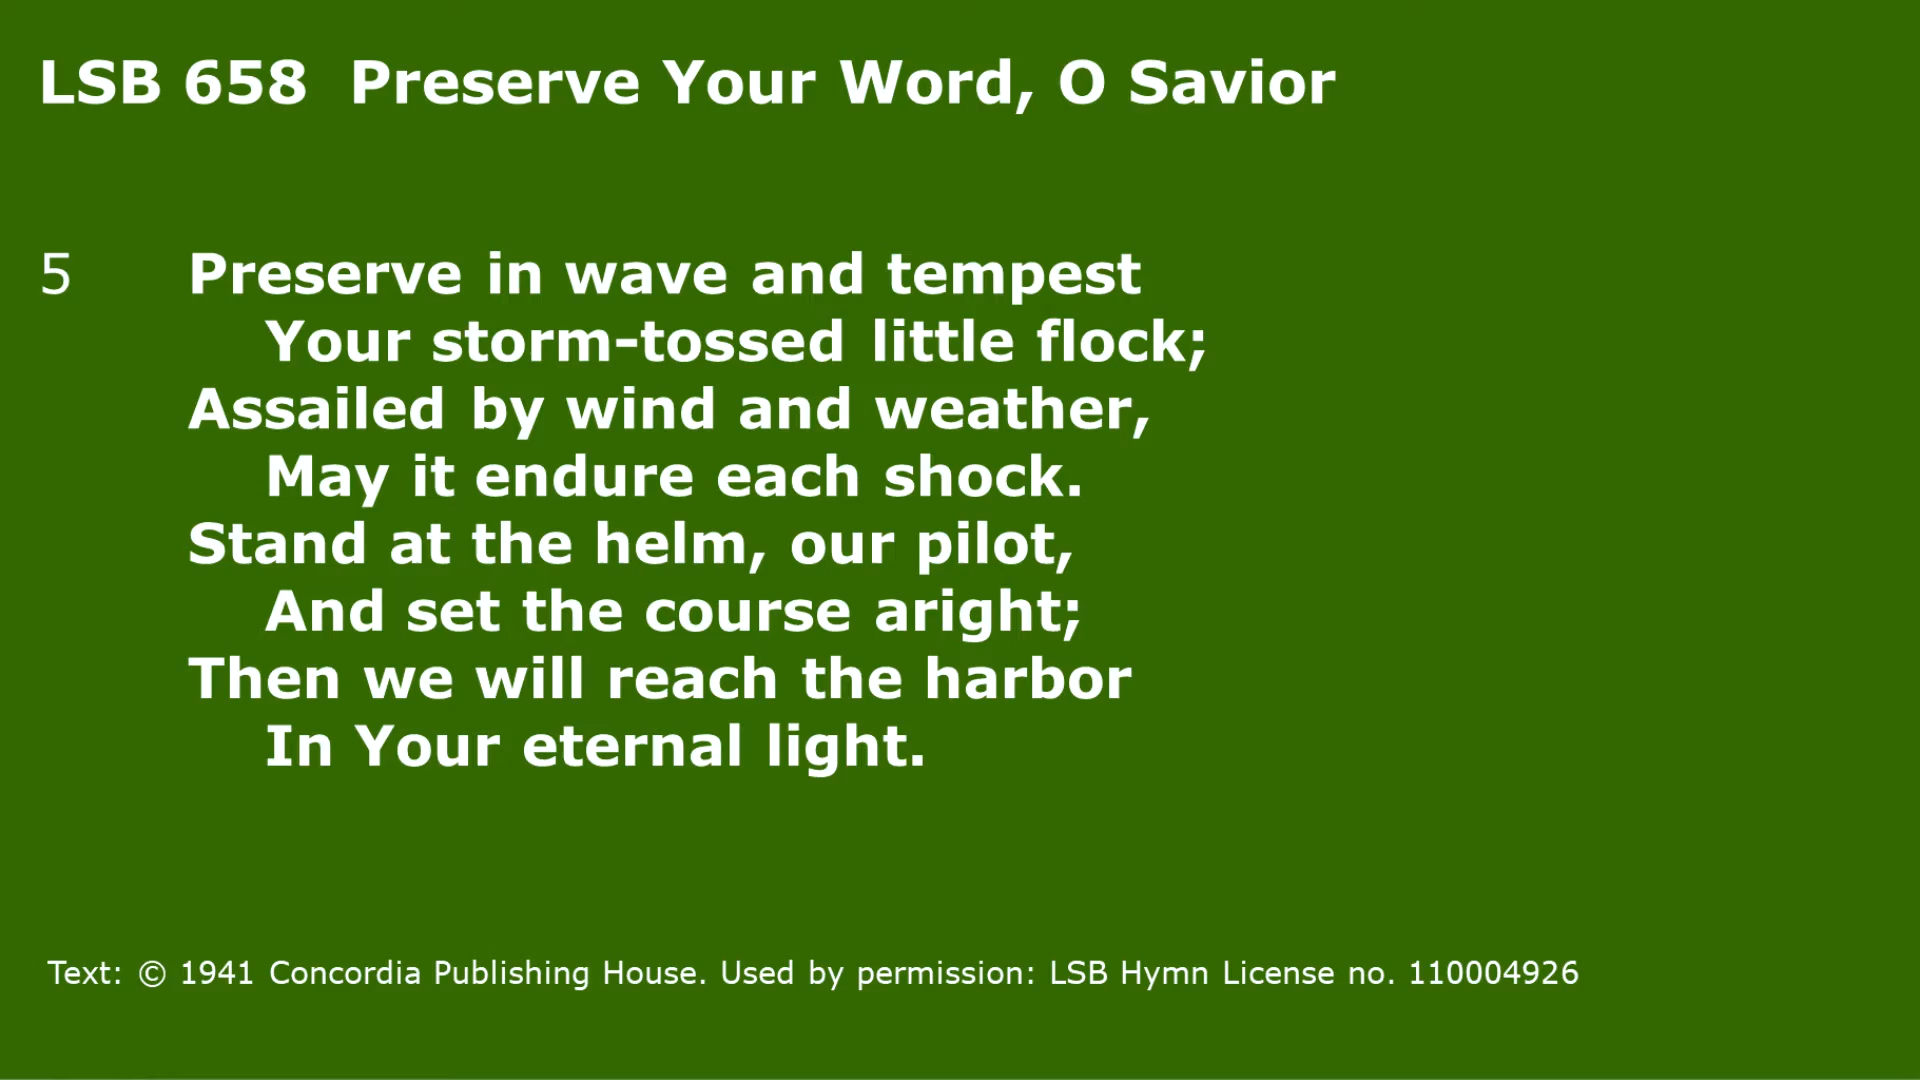 LSB 658 Preserve Your Word, O Savior
5 Preserve in wave and tempest
Your storm-tossed little flock;
Assailed by wind and weather,
May it endure each shock.
Stand at the helm, our pilot,
And set the course aright;
Then we will reach the harbor
In Your eternal light.
Text: © 1941 Concordia Publishing House. Used by permission: LSB Hymn License no. 110004926